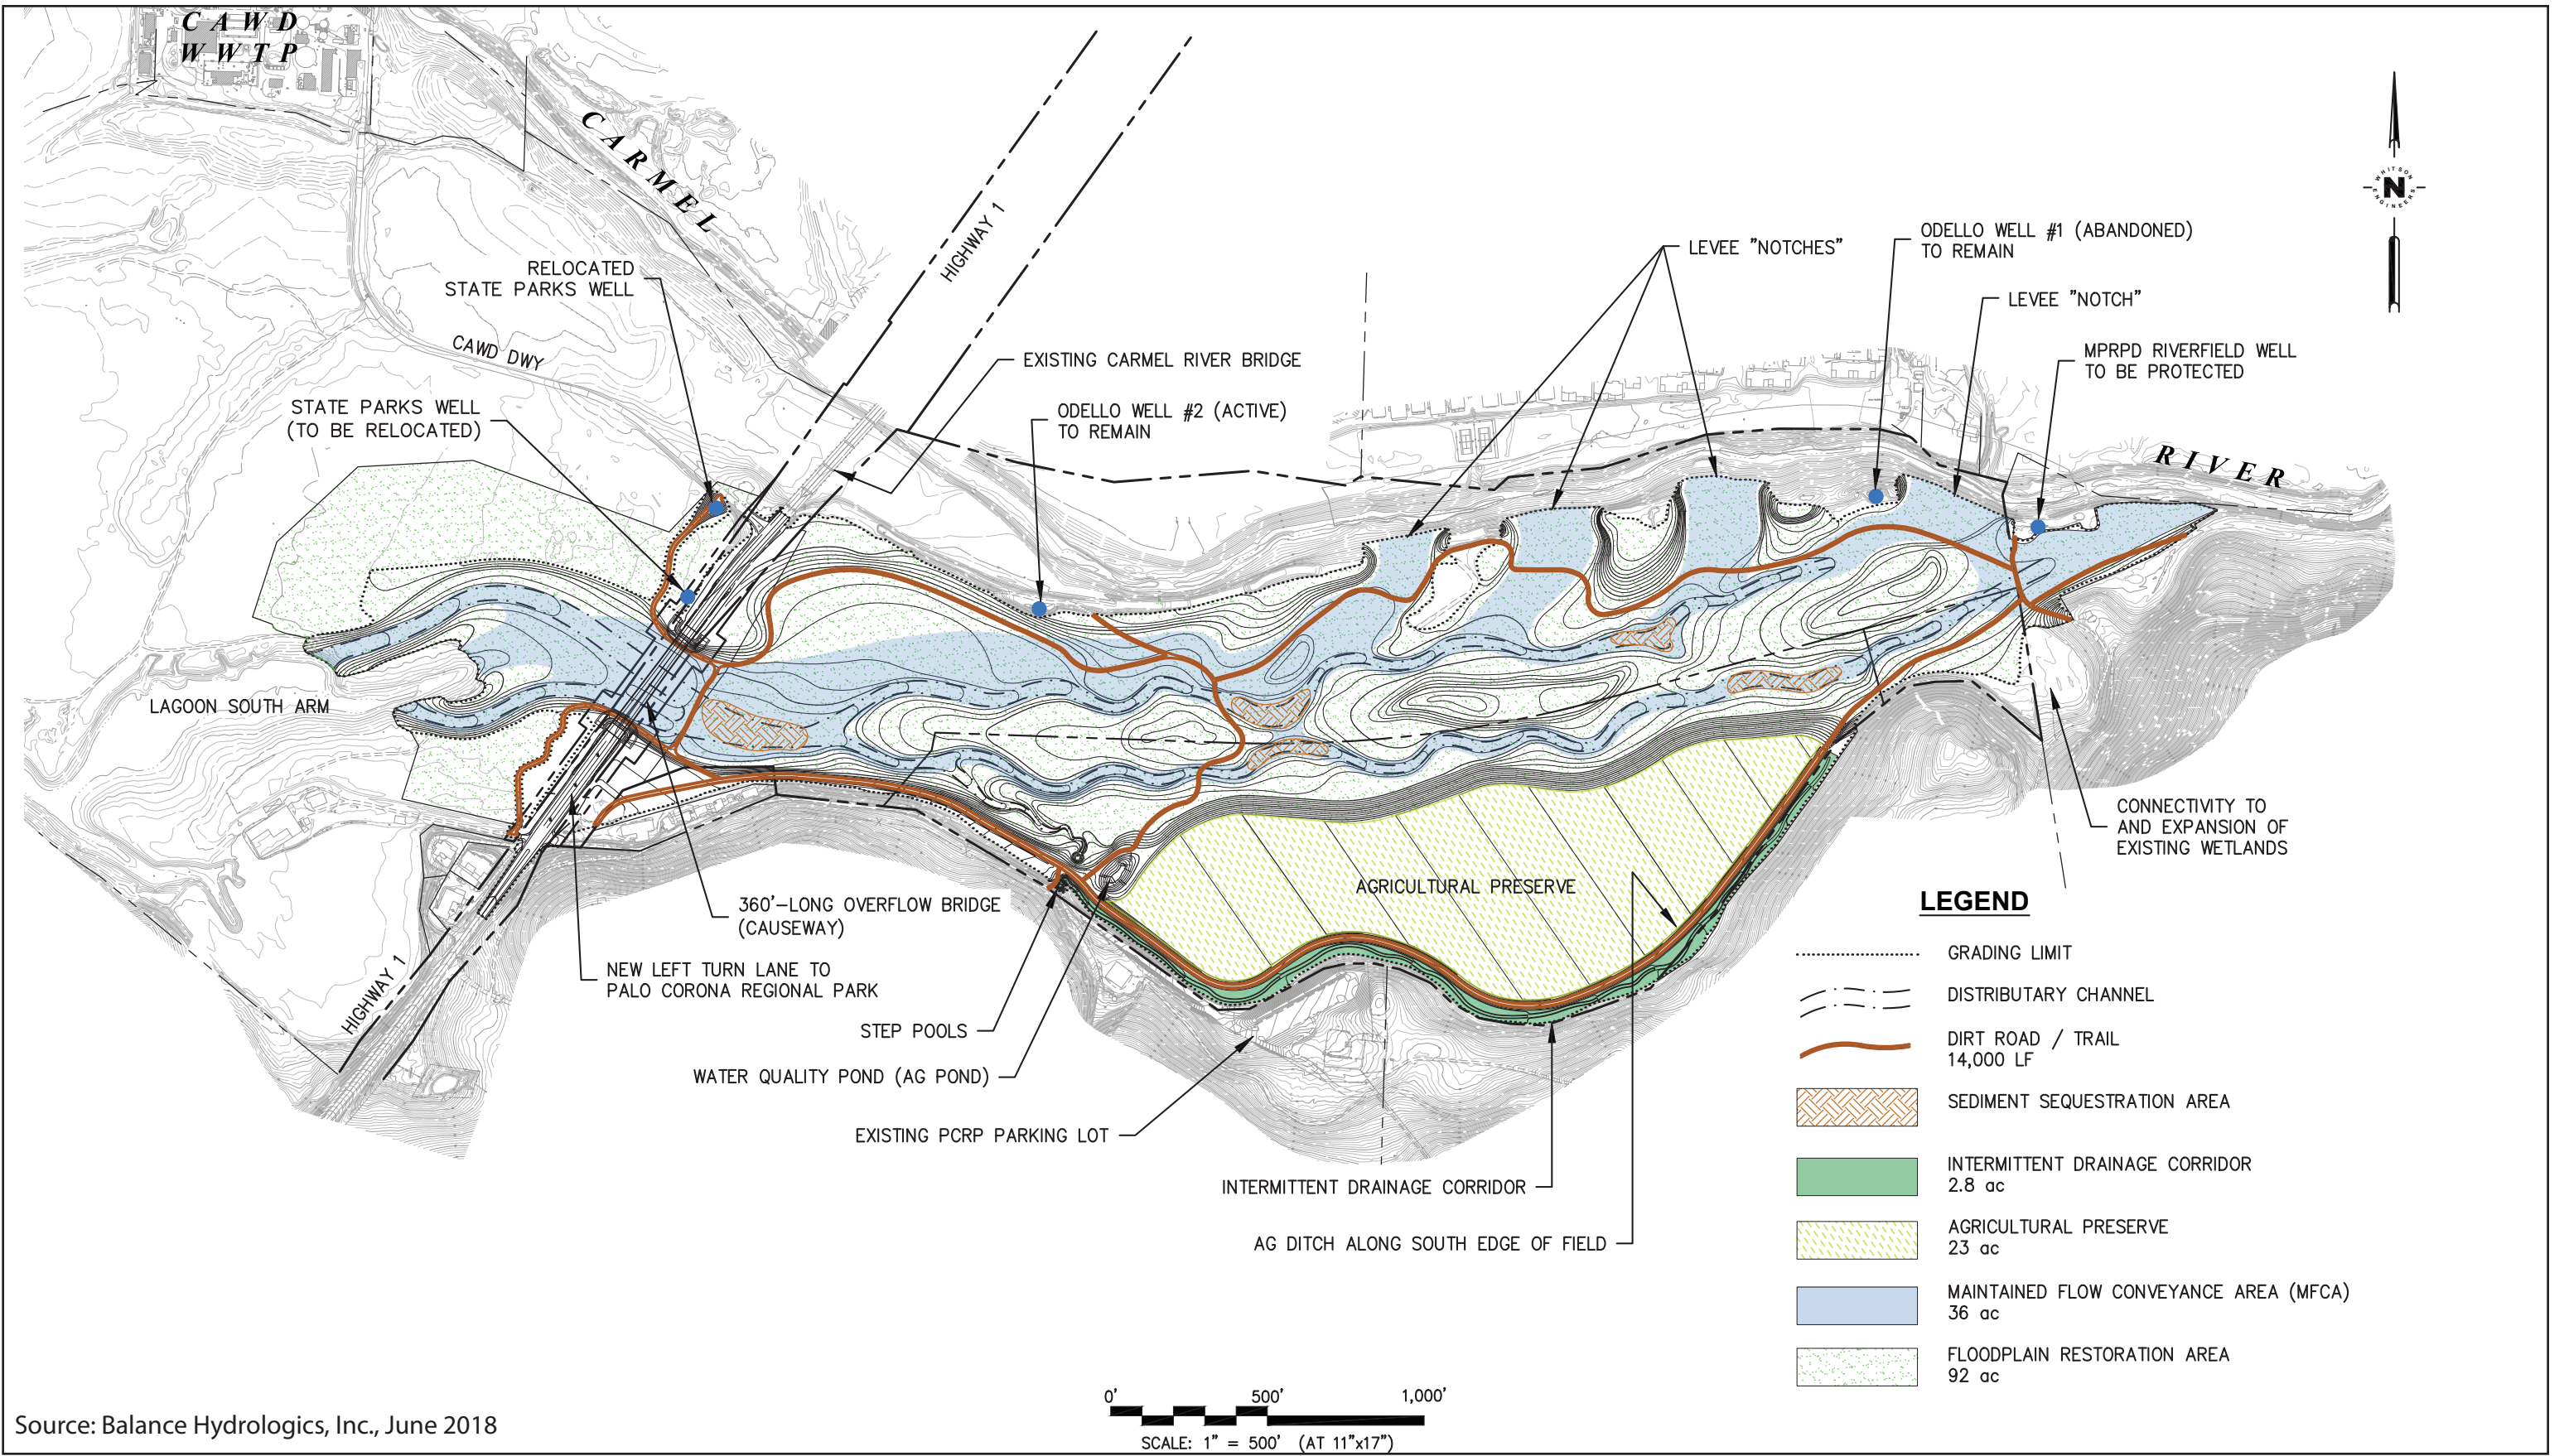 CAWD
WWTP
CARMEL
HIGHWAY 1
RELOCATED
STATE PARKS WELL
CAWD DWY
STATE PARKS WELL
(TO BE RELOCATED)
EXISTING CARMEL RIVER BRIDGE
ODELLO WELL #2 (ACTIVE)
TO REMAIN
LEVEE "NOTCHES"
ODELLO WELL #1 (ABANDONED)
TO REMAIN
LEVEE "NOTCH"
MPRPD RIVERFIELD WELL
TO BE PROTECTED
WHITSON
N
ENGINEERS
RIVER
LAGOON SOUTH ARM
CONNECTIVITY TO
AND EXPANSION OF
EXISTING WETLANDS
AGRICULTURAL PRESERVE
360'-LONG OVERFLOW BRIDGE
(CAUSEWAY)
NEW LEFT TURN LANE TO
PALO CORONA REGIONAL PARK
HIGHWAY 1
STEP POOLS
WATER QUALITY POND (AG POND)
EXISTING PCRP PARKING LOT
INTERMITTENT DRAINAGE CORRIDOR
AG DITCH ALONG SOUTH EDGE OF FIELD
LEGEND
GRADING LIMIT
DISTRIBUTARY CHANNEL
DIRT ROAD / TRAIL
14,000 LF
SEDIMENT SEQUESTRATION AREA
INTERMITTENT DRAINAGE CORRIDOR
2.8 ac
AGRICULTURAL PRESERVE
23 ac
MAINTAINED FLOW CONVEYANCE AREA (MFCA)
36 ac
FLOODPLAIN RESTORATION AREA
92 ac
0' 500' 1,000'
SCALE: 1" = 500' (AT 11"x17")
Source: Balance Hydrologics, Inc., June 2018